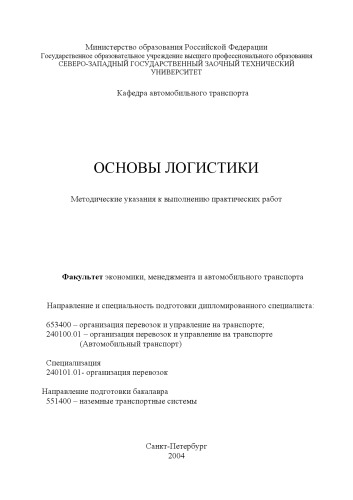 Министерство образования Российской Федерации
Государственное образовательное учреждение высшего профессионального образования
СЕВЕРО-ЗАПАДНЫЙ ГОСУДАРСТВЕННЫЙ ЗАОЧНЫЙ ТЕХНИЧЕСКИЙ
УНИВЕРСИТЕТ
Кафедра автомобильного транспорта
ОСНОВЫ ЛОГИСТИКИ
Методические указания к выполнению практических работ
Факультет экономики, менеджмента и автомобильного транспорта
Направление и специальность подготовки дипломированного специалиста:
653400 – организация перевозок и управление на транспорте;
240100.01 – организация перевозок и управление на транспорте
(Автомобильный транспорт)
Специализация
240101.01- организация перевозок
Направление подготовки бакалавра
551400 – наземные транспортные системы
Санкт-Петербург
2004